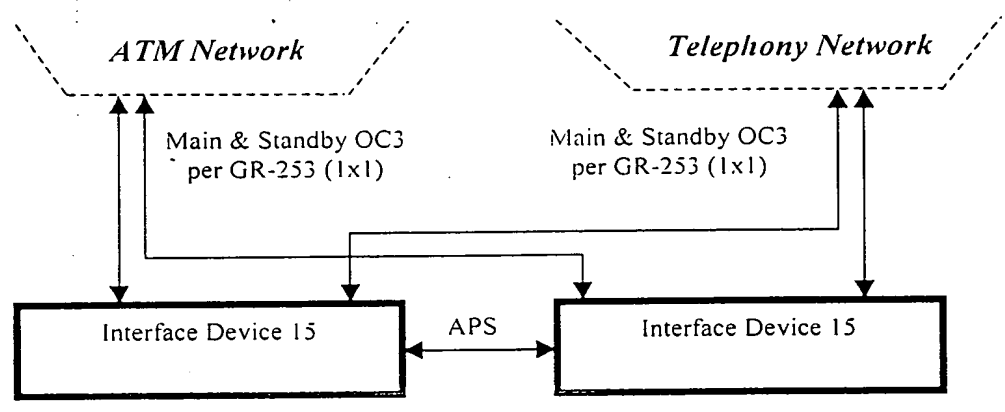 ATM Network
Telephony Network
Main & Standby OC3
per GR-253 (1x1)
Main & Standby OC3
per GR-253 (1x1)
Interface Device 15
APS
Interface Device 15